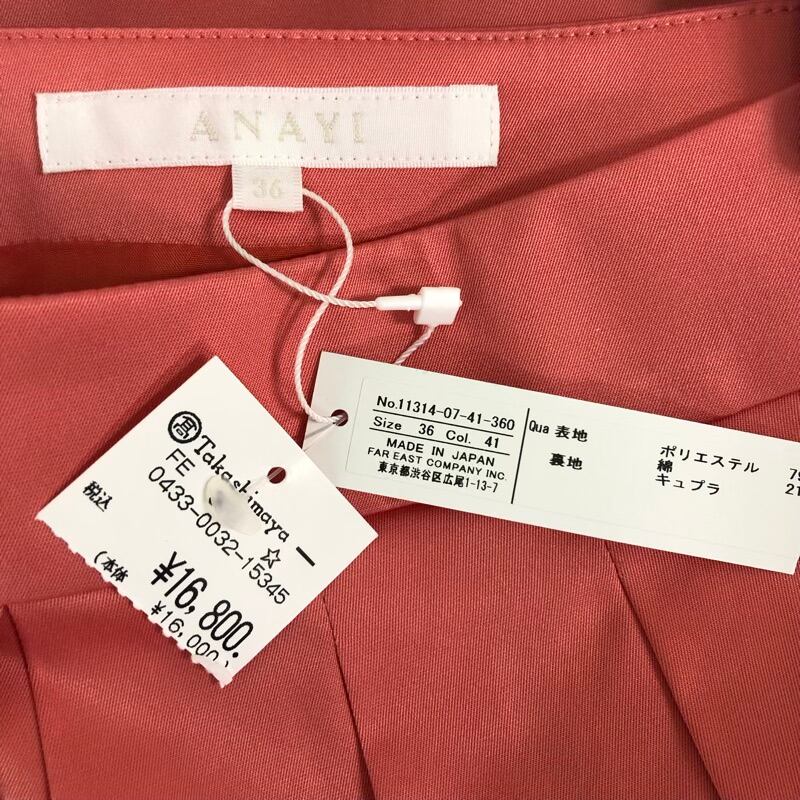 ANAYI
36
髙 Takashimaya
FE
☆
0433-0032-15345
税込
¥16,800.
(本体
¥16,000.)
No.11314-07-41-360
Size 36 Col. 41
MADE IN JAPAN
FAR EAST COMPANY INC.
東京都渋谷区広尾1-13-7
Qua 表地 ポリエステル
綿 21
裏地 キュプラ